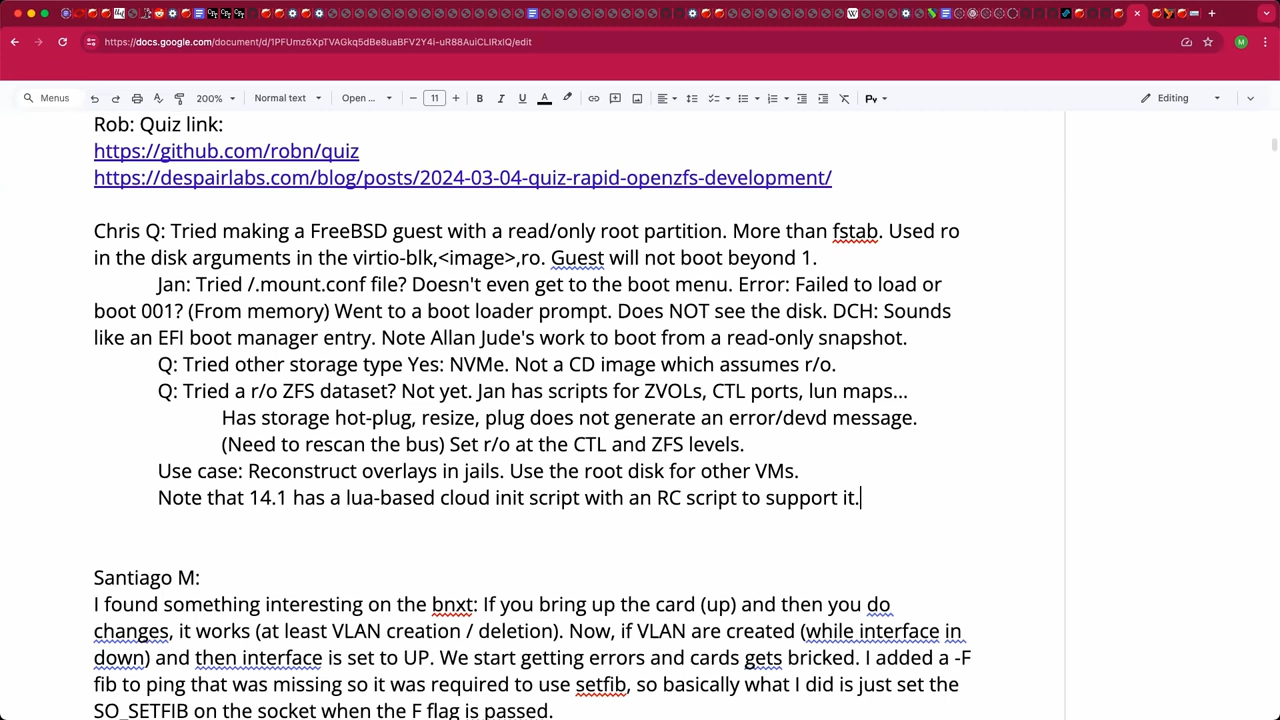 https://docs.google.com/document/d/1PFUmz6XpTVAGkq5dBe8uaBFV2Y4i-uR88AuiCLIRxIQ/edit
M
Menus
200%
Normal text
Open ...
11
B I U A
Editing
Rob: Quiz link:
https://github.com/robn/quiz
https://despairlabs.com/blog/posts/2024-03-04-quiz-rapid-openzfs-development/
Chris Q: Tried making a FreeBSD guest with a read/only root partition. More than fstab. Used ro
in the disk arguments in the virtio-blk,<image>,ro. Guest will not boot beyond 1.
Jan: Tried /.mount.conf file? Doesn't even get to the boot menu. Error: Failed to load or
boot 001? (From memory) Went to a boot loader prompt. Does NOT see the disk. DCH: Sounds
like an EFI boot manager entry. Note Allan Jude's work to boot from a read-only snapshot.
Q: Tried other storage type Yes: NVMe. Not a CD image which assumes r/o.
Q: Tried a r/o ZFS dataset? Not yet. Jan has scripts for ZVOLs, CTL ports, lun maps...
Has storage hot-plug, resize, plug does not generate an error/devd message.
(Need to rescan the bus) Set r/o at the CTL and ZFS levels.
Use case: Reconstruct overlays in jails. Use the root disk for other VMs.
Note that 14.1 has a lua-based cloud init script with an RC script to support it.
Santiago M:
I found something interesting on the bnxt: If you bring up the card (up) and then you do
changes, it works (at least VLAN creation / deletion). Now, if VLAN are created (while interface in
down) and then interface is set to UP. We start getting errors and cards gets bricked. I added a -F
fib to ping that was missing so it was required to use setfib, so basically what I did is just set the
SO_SETFIB on the socket when the F flag is passed.